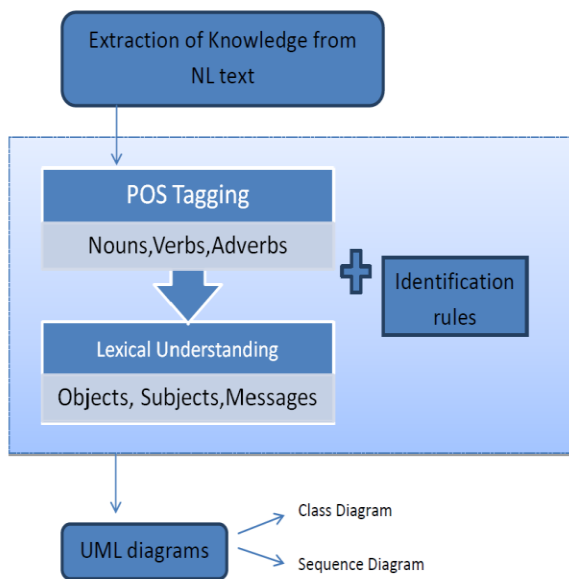 Extraction of Knowledge from
NL text
POS Tagging
Nouns,Verbs,Adverbs
Identification
rules
Lexical Understanding
Objects, Subjects,Messages
UML diagrams
Class Diagram
Sequence Diagram